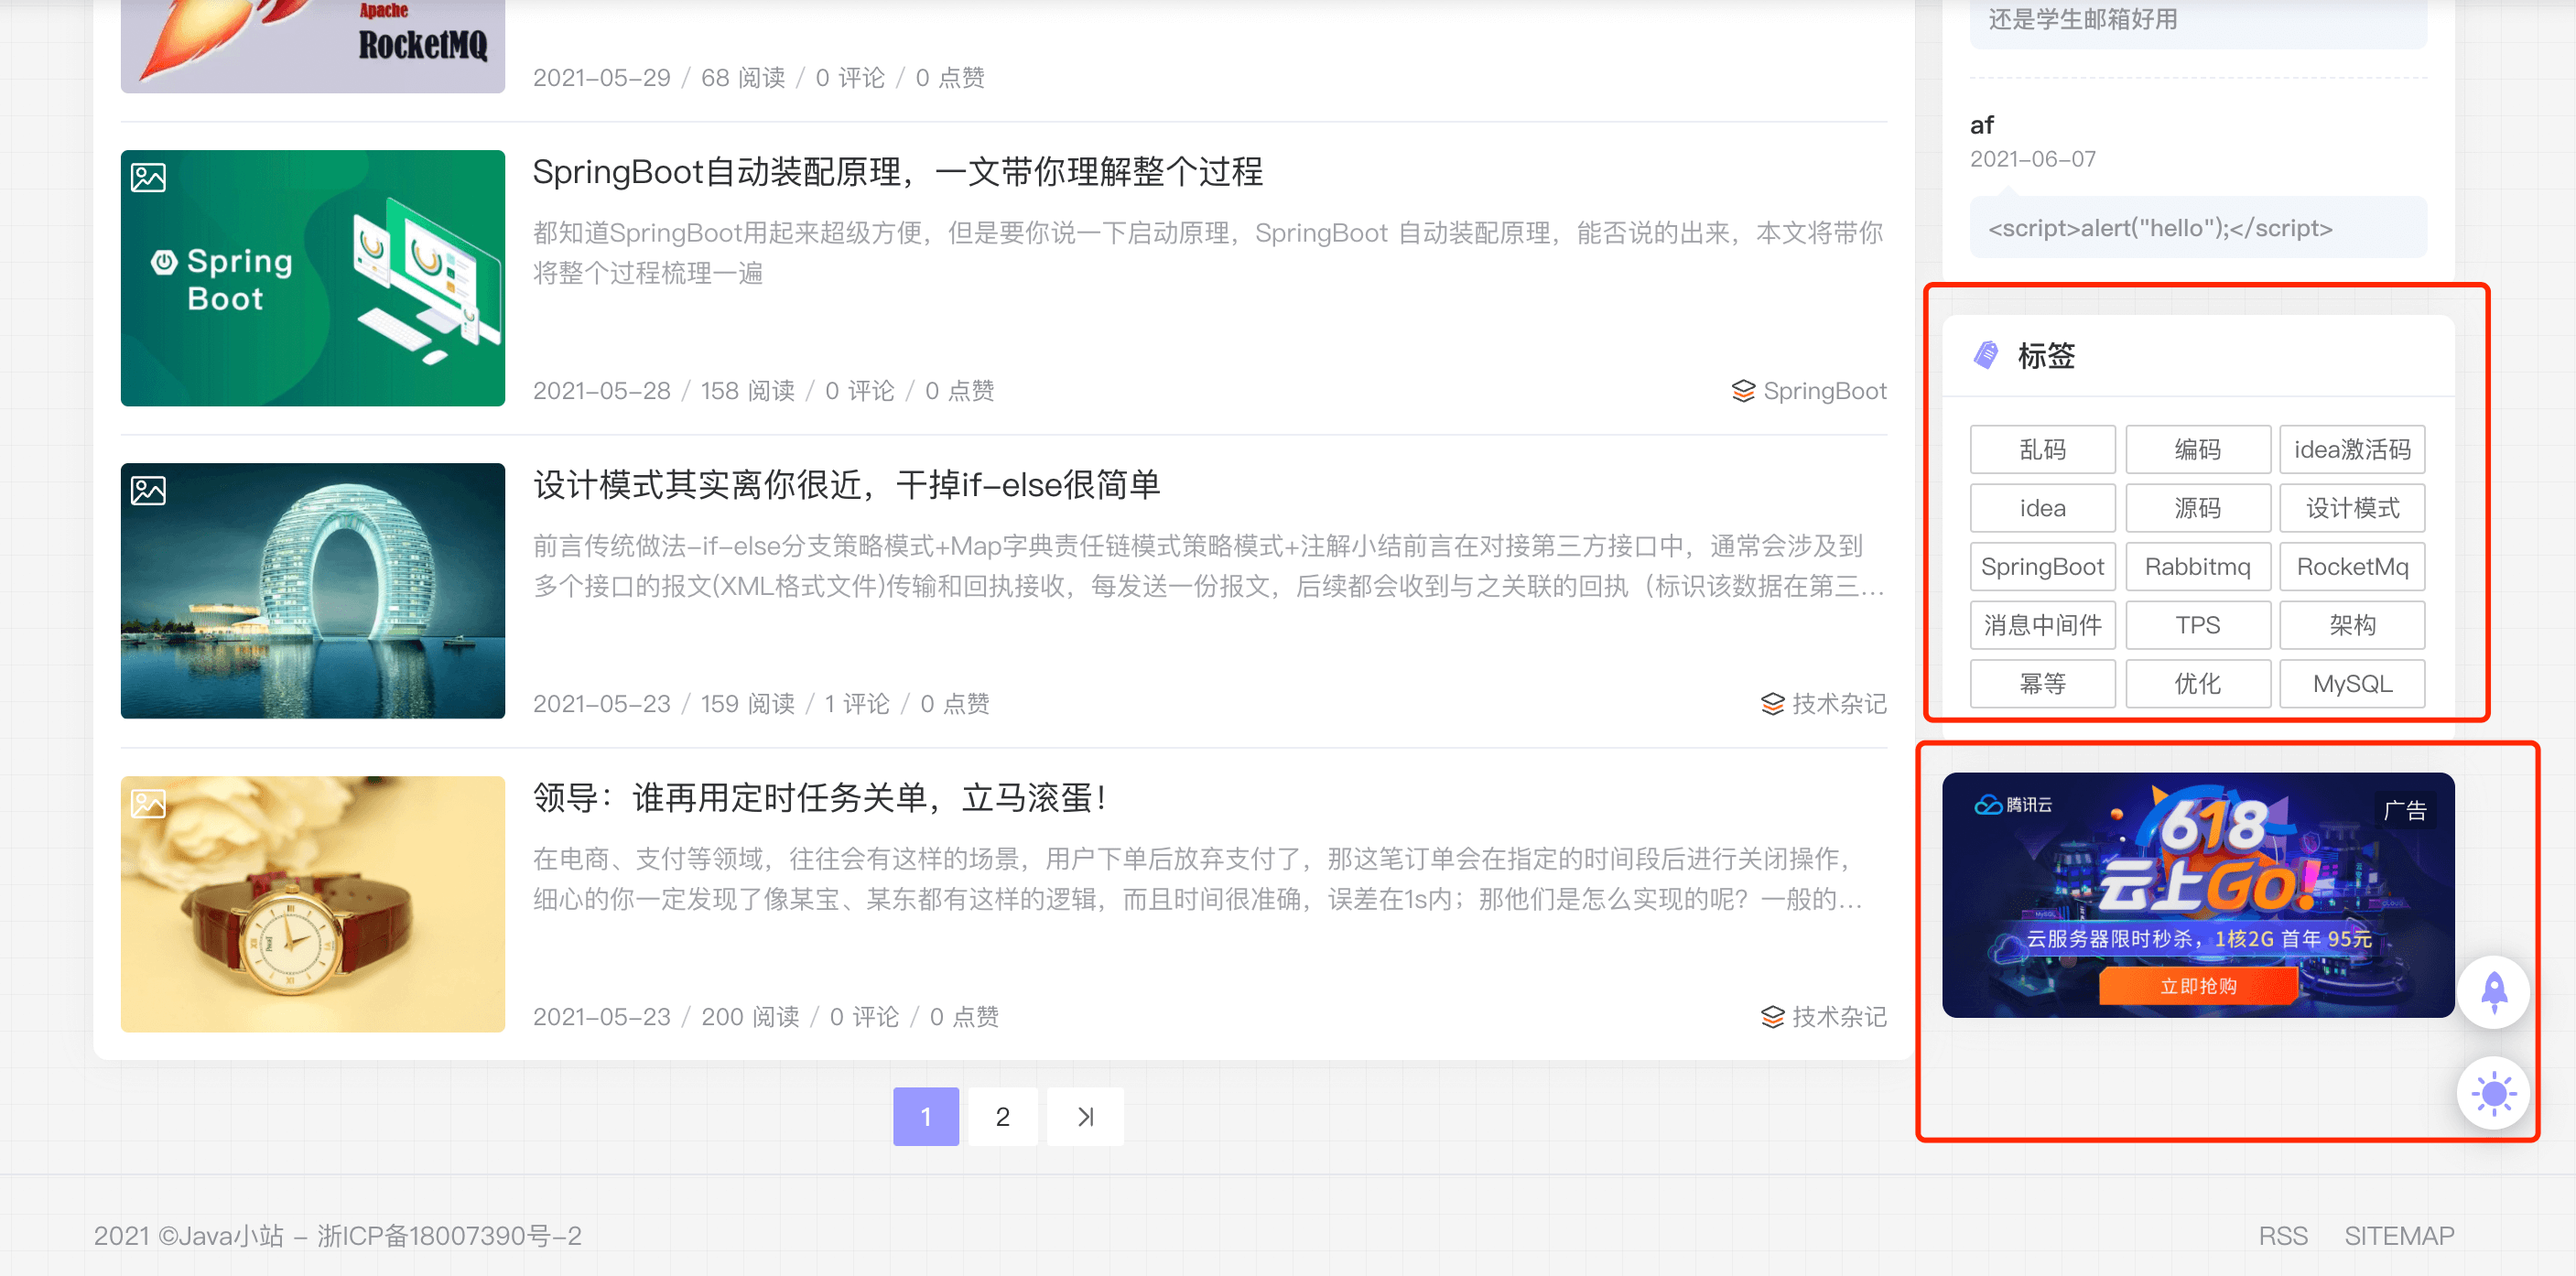 Apache
RocketMQ
2021-05-29 / 68 阅读 / 0 评论 / 0 点赞
Spring
Boot
SpringBoot自动装配原理，一文带你理解整个过程
都知道SpringBoot用起来超级方便，但是要你说一下启动原理，SpringBoot 自动装配原理，能否说的出来，本文将带你
将整个过程梳理一遍
2021-05-28 / 158 阅读 / 0 评论 / 0 点赞
SpringBoot
设计模式其实离你很近，干掉if-else很简单
前言传统做法-if-else分支策略模式+Map字典责任链模式策略模式+注解小结前言在对接第三方接口中，通常会涉及到
多个接口的报文(XML格式文件)传输和回执接收，每发送一份报文，后续都会收到与之关联的回执（标识该数据在第三...
2021-05-23 / 159 阅读 / 1 评论 / 0 点赞
技术杂记
领导：谁再用定时任务关单，立马滚蛋！
在电商、支付等领域，往往会有这样的场景，用户下单后放弃支付了，那这笔订单会在指定的时间段后进行关闭操作，
细心的你一定发现了像某宝、某东都有这样的逻辑，而且时间很准确，误差在1s内；那他们是怎么实现的呢？一般的...
2021-05-23 / 200 阅读 / 0 评论 / 0 点赞
技术杂记
1
2
还是学生邮箱好用
af
2021-06-07
<script>alert("hello");</script>
标签
乱码 编码 idea激活码
idea 源码 设计模式
SpringBoot Rabbitmq RocketMq
消息中间件 TPS 架构
幂等 优化 MySQL
腾讯云
广告
618
云上GO!
云服务器限时秒杀，1核2G 首年 95元
立即抢购
2021 ©Java小站 - 浙ICP备18007390号-2
RSS SITEMAP